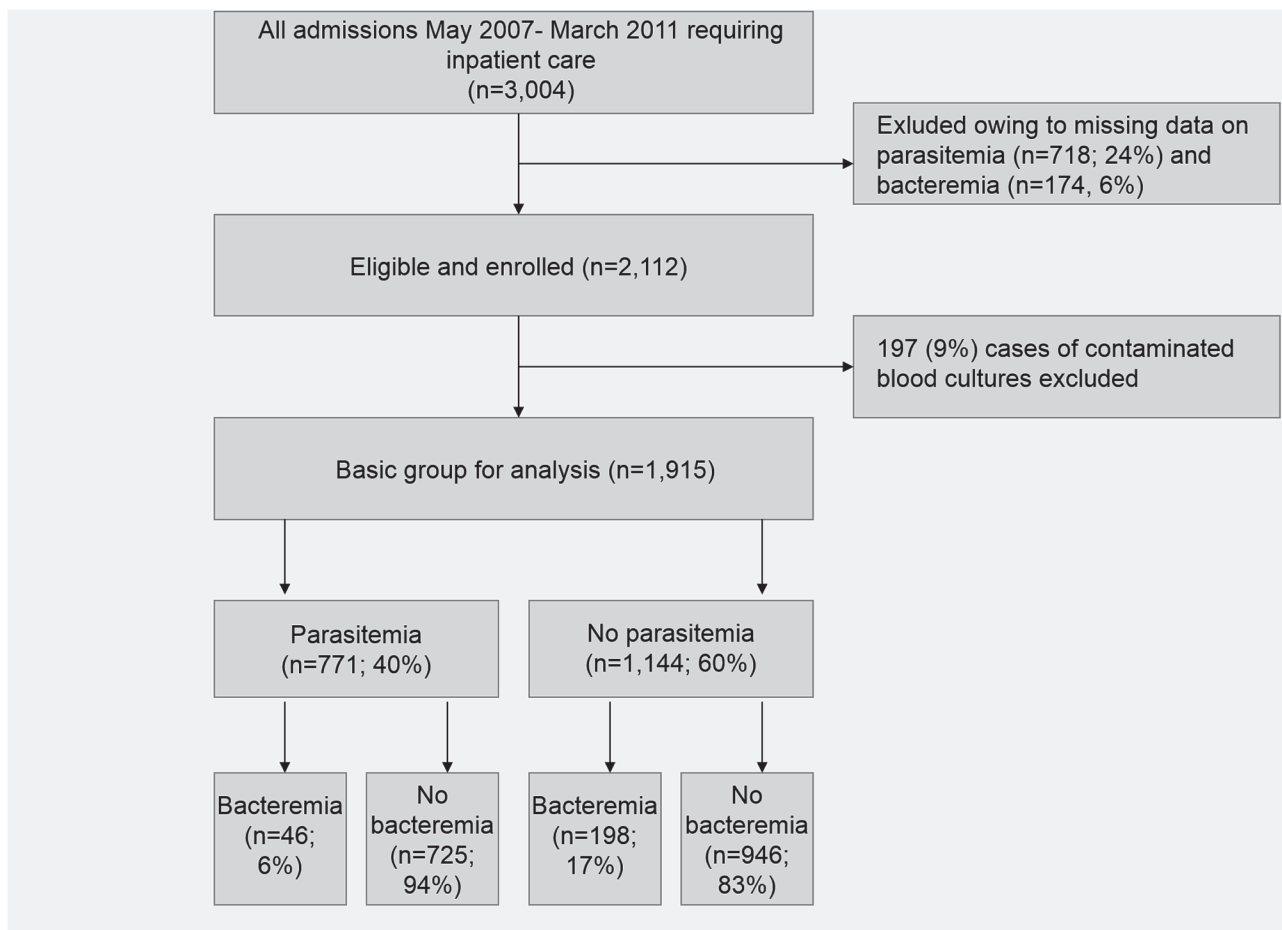 All admissions May 2007- March 2011 requiring
inpatient care
(n=3,004)
Exluded owing to missing data on
parasitemia (n=718; 24%) and
bacteremia (n=174, 6%)
Eligible and enrolled (n=2,112)
197 (9%) cases of contaminated
blood cultures excluded
Basic group for analysis (n=1,915)
Parasitemia
(n=771; 40%)
No parasitemia
(n=1,144; 60%)
Bacteremia
(n=46;
6%)
No
bacteremia
(n=725;
94%)
Bacteremia
(n=198;
17%)
No
bacteremia
(n=946;
83%)